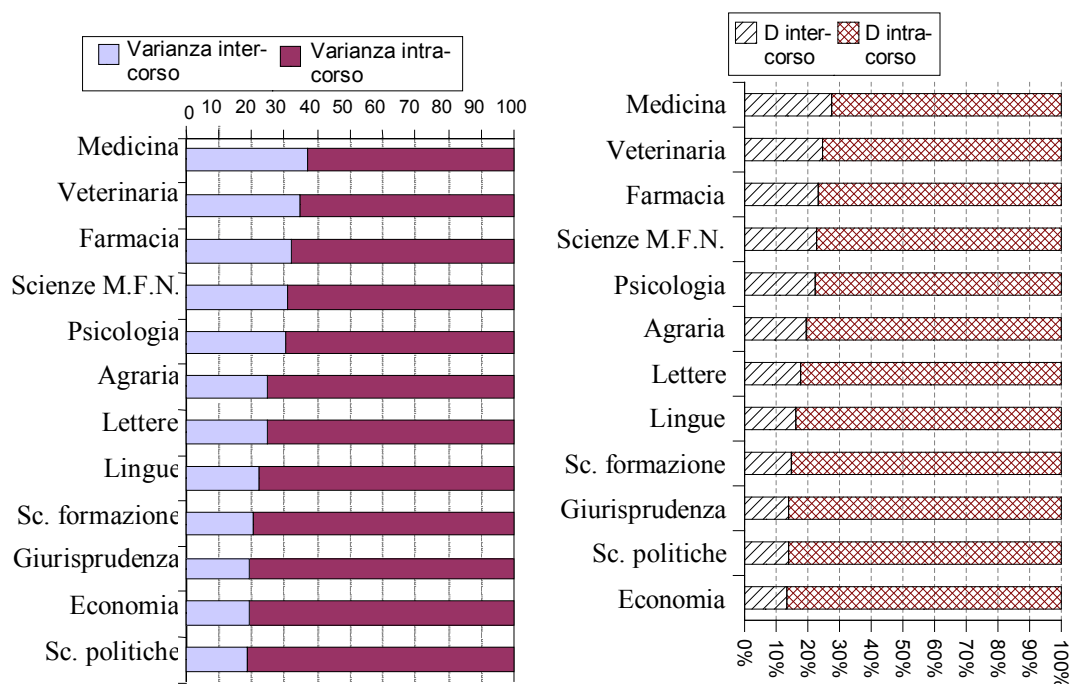 Varianza inter-
corso
Varianza intra-
corso
0 10 20 30 40 50 60 70 80 90 100
Medicina
Veterinaria
Farmacia
Scienze M.F.N.
Psicologia
Agraria
Lettere
Lingue
Sc. formazione
Giurisprudenza
Economia
Sc. politiche
D inter-
corso
D intra-
corso
Medicina
Veterinaria
Farmacia
Scienze M.F.N.
Psicologia
Agraria
Lettere
Lingue
Sc. formazione
Giurisprudenza
Sc. politiche
Economia
0% 10% 20% 30% 40% 50% 60% 70% 80% 90% 100%